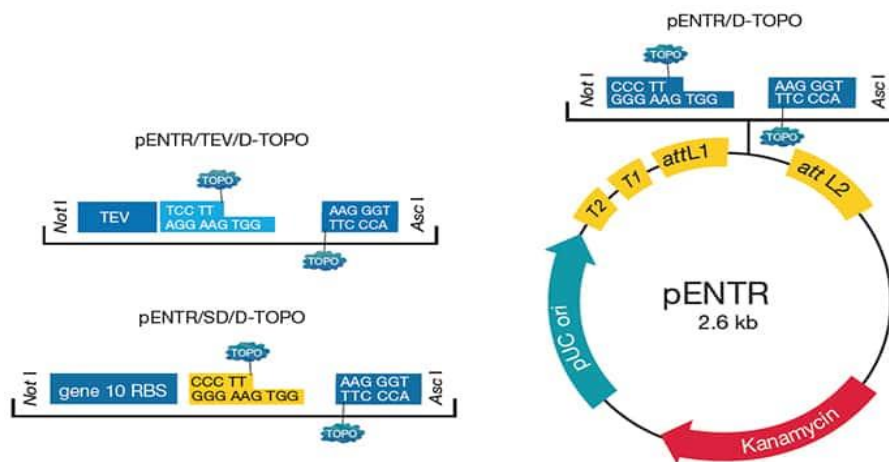 pENTR/D-TOPO
TOPO
Not I
CCC TT
GGG AAG TGG
AAG GGT
TTC CCA
Asc I
TOPO
pENTR/TEV/D-TOPO
TOPO
Not I
TEV
TCC TT
AGG AAG TGG
AAG GGT
TTC CCA
Asc I
TOPO
pENTR/SD/D-TOPO
TOPO
Not I
gene 10 RBS
CCC TT
GGG AAG TGG
AAG GGT
TTC CCA
Asc I
TOPO
T2
T1
attL1
att L2
pUC ori
pENTR
2.6 kb
Kanamycin